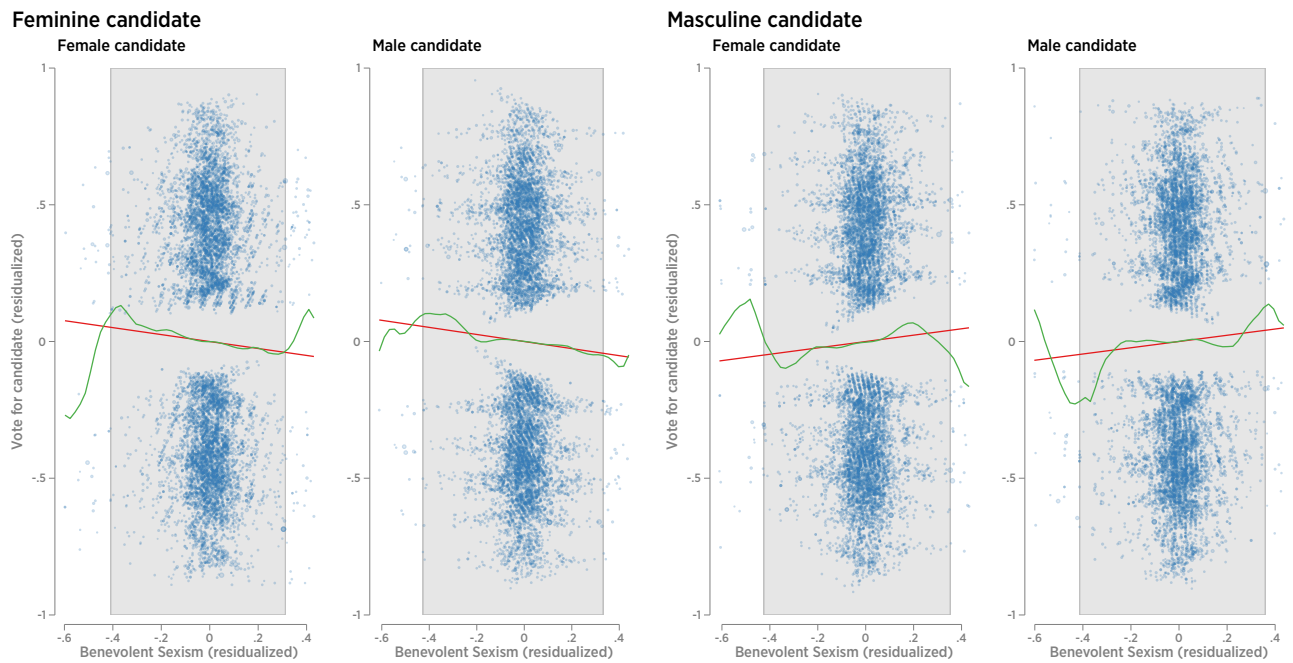 Feminine candidate
Masculine candidate
Female candidate
Male candidate
Female candidate
Male candidate
Vote for candidate (residualized)
1
.5
0
-.5
-1
1
.5
0
-.5
-1
Vote for candidate (residualized)
1
.5
0
-.5
-1
1
.5
0
-.5
-1
-.6 -.4 -.2 0 .2 .4
-.6 -.4 -.2 0 .2 .4
-.6 -.4 -.2 0 .2 .4
-.6 -.4 -.2 0 .2 .4
Benevolent Sexism (residualized)
Benevolent Sexism (residualized)
Benevolent Sexism (residualized)
Benevolent Sexism (residualized)